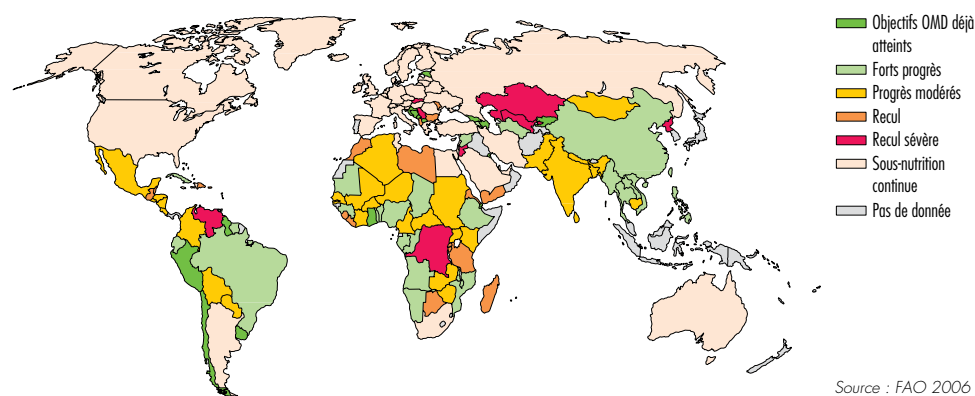 Objectifs OMD déjà
atteints
Forts progrès
Progrès modérés
Recul
Recul sévère
Sous-nutrition
continue
Pas de donnée
Source : FAO 2006